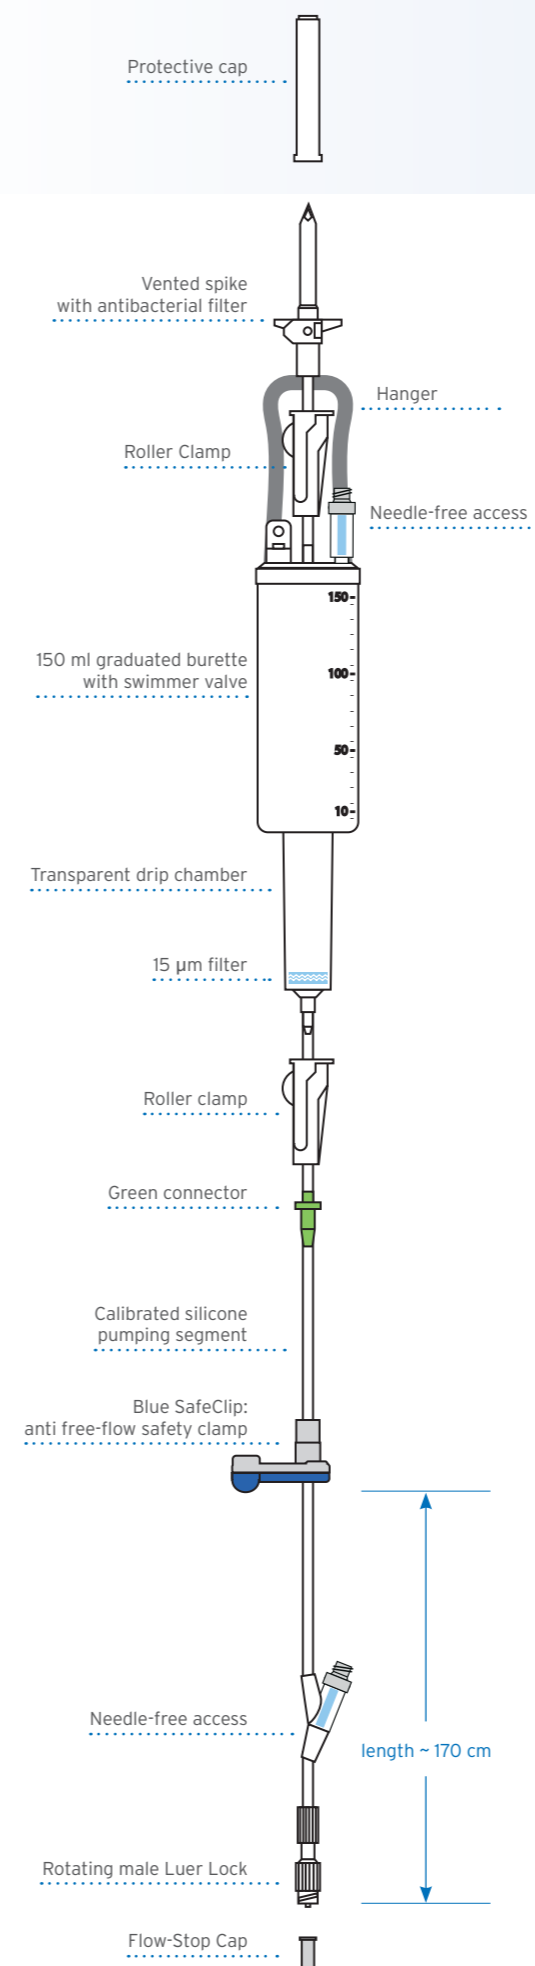 Protective cap
Vented spike
with antibacterial filter
Hanger
Roller Clamp
Needle-free access
150
150 ml graduated burette
with swimmer valve
100
50
10
Transparent drip chamber
15 µm filter
Roller clamp
Green connector
Calibrated silicone
pumping segment
Blue SafeClip:
anti free-flow safety clamp
Needle-free access
length ~ 170 cm
Rotating male Luer Lock
Flow-Stop Cap